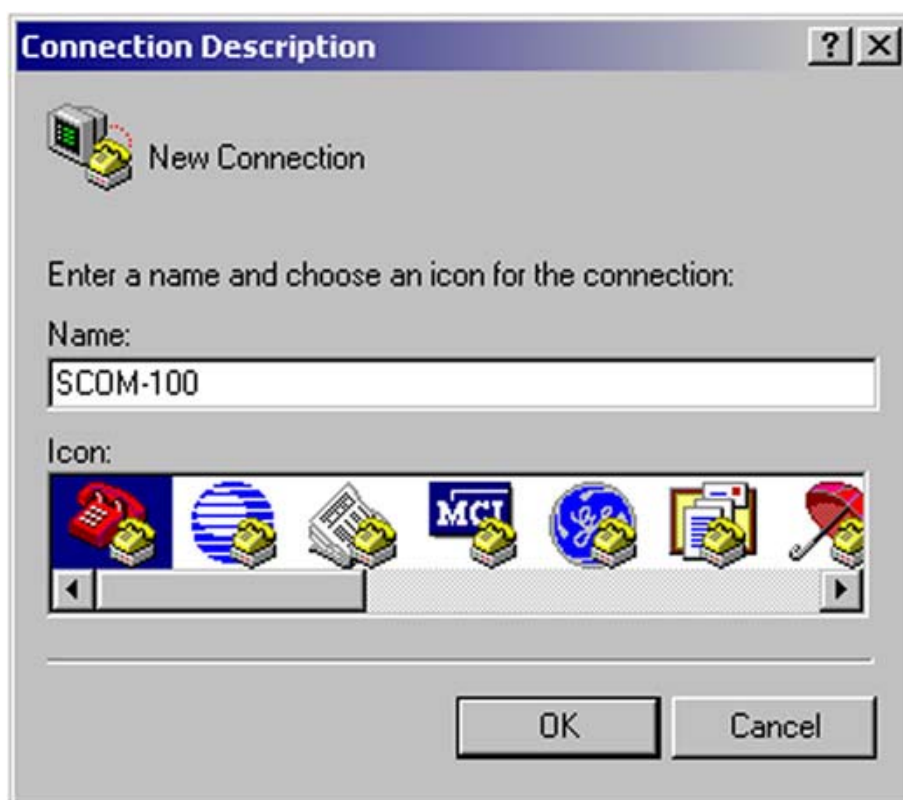 Connection Description
New Connection
Enter a name and choose an icon for the connection:
Name:
SCOM-100
Icon:
MCI
OK Cancel